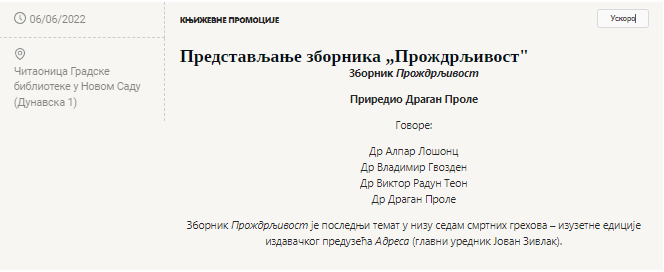 06/06/2022
Читаоница Градске
библиотеке у Новом Саду
(Дунавска 1)
КЊИЖЕВНЕ ПРОМОЦИЈЕ
Ускоро
Представљање зборника „Прождрљивост"
Зборник Прождрљивост
Приредио Драган Проле
Говоре:
Др Алпар Лошонц
Др Владимир Гвозден
Др Виктор Радун Теон
Др Драган Проле
Зборник Прождрљивост је последњи темат у низу седам смртних грехова – изузетне едиције
издавачког предузећа Адреса (главни уредник Јован Зивлак).